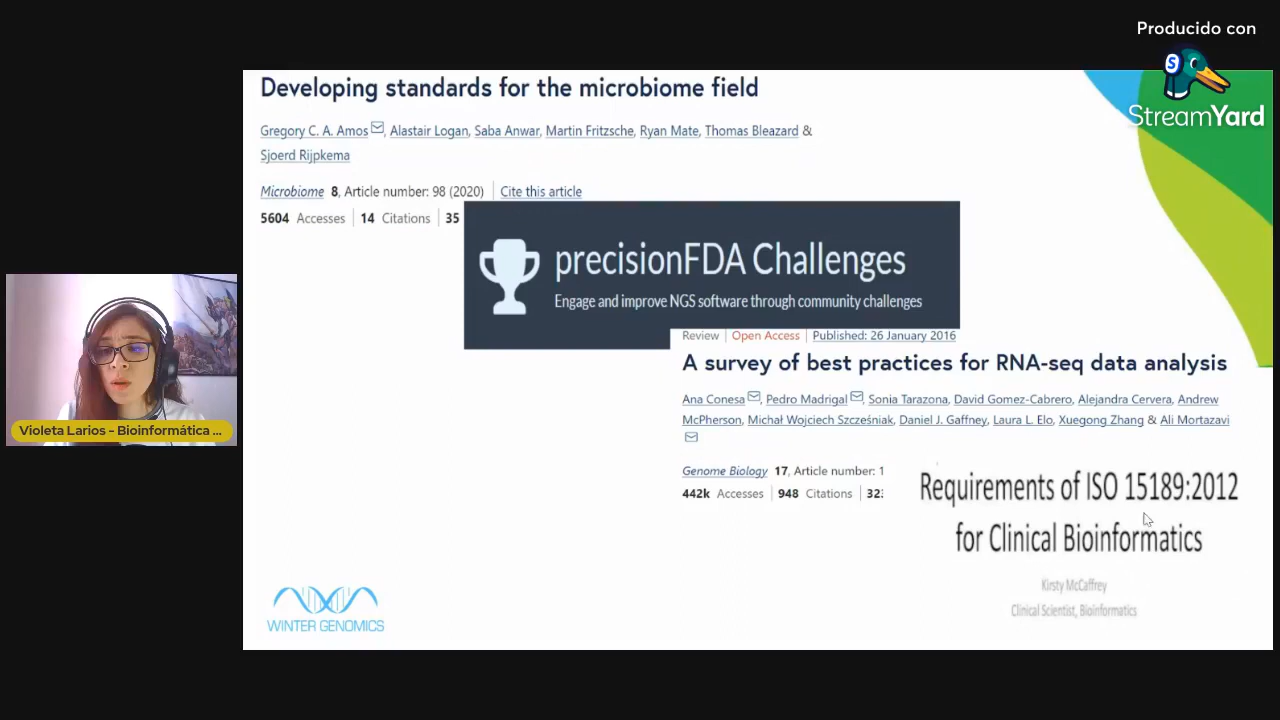 Producido con
StreamYard
Developing standards for the microbiome field
Gregory C. A. Amos, Alastair Logan, Saba Anwar, Martin Fritzsche, Ryan Mate, Thomas Bleazard &
Sjoerd Rijpkema
Microbiome 8, Article number: 98 (2020) Cite this article
5604 Accesses 14 Citations 35
precisionFDA Challenges
Engage and improve NGS software through community challenges
Review Open Access Published: 26 January 2016
A survey of best practices for RNA-seq data analysis
Ana Conesa, Pedro Madrigal, Sonia Tarazona, David Gomez-Cabrero, Alejandra Cervera, Andrew
McPherson, Michał Wojciech Szcześniak, Daniel J. Gaffney, Laura L. Elo, Xuegong Zhang & Ali Mortazavi
Genome Biology 17, Article number: 1
442k Accesses 948 Citations 32
Requirements of ISO 15189:2012
for Clinical Bioinformatics
Kirsty McCaffrey
Clinical Scientist, Bioinformatics
Violeta Larios - Bioinformática ...
WINTER GENOMICS